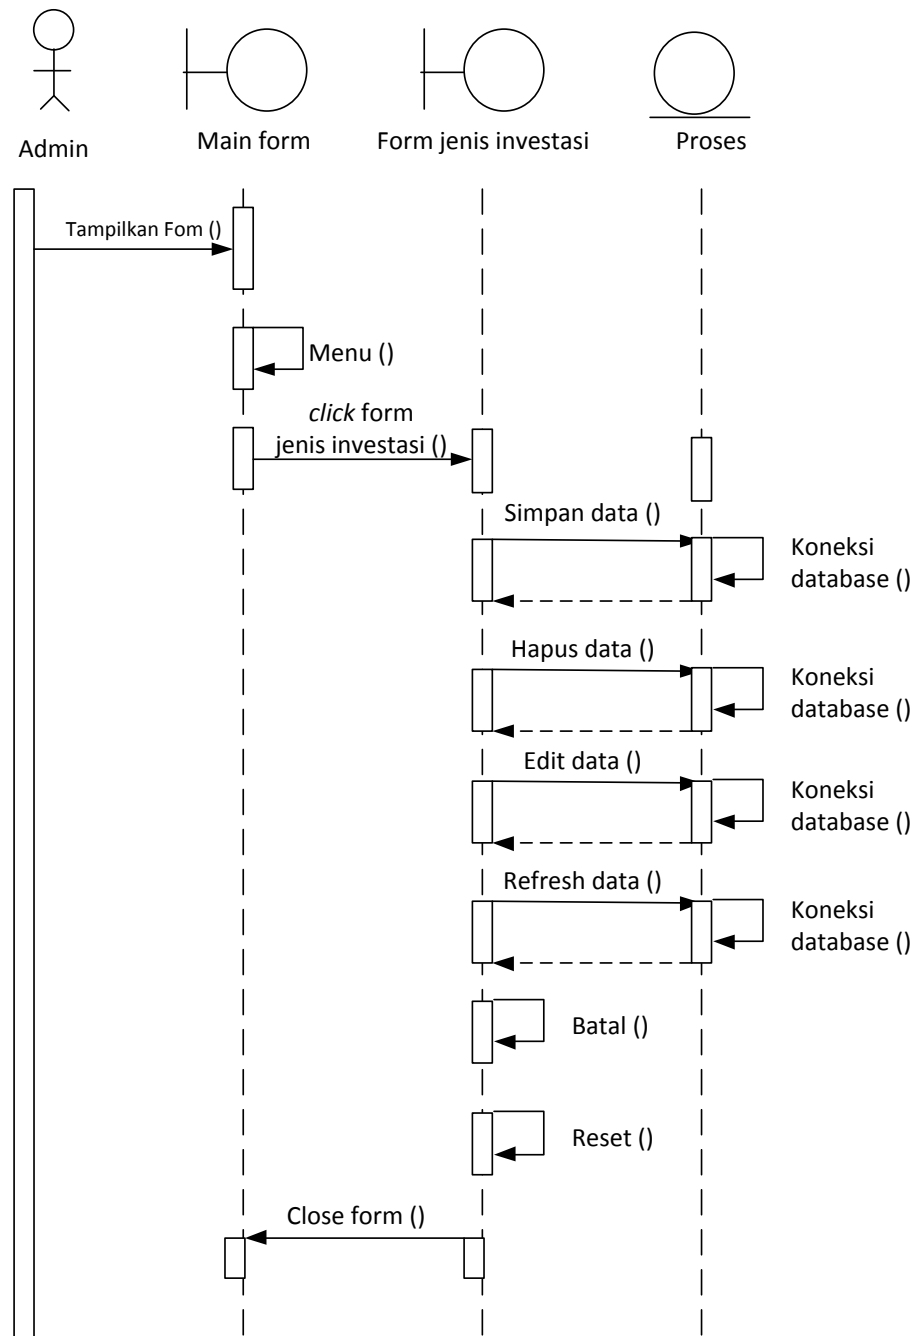 Admin
Main form
Form jenis investasi
Proses
Tampilkan Fom ()
Menu ()
click form
jenis investasi ()
Simpan data ()
Koneksi
database ()
Hapus data ()
Koneksi
database ()
Edit data ()
Koneksi
database ()
Refresh data ()
Koneksi
database ()
Batal ()
Reset ()
Close form ()